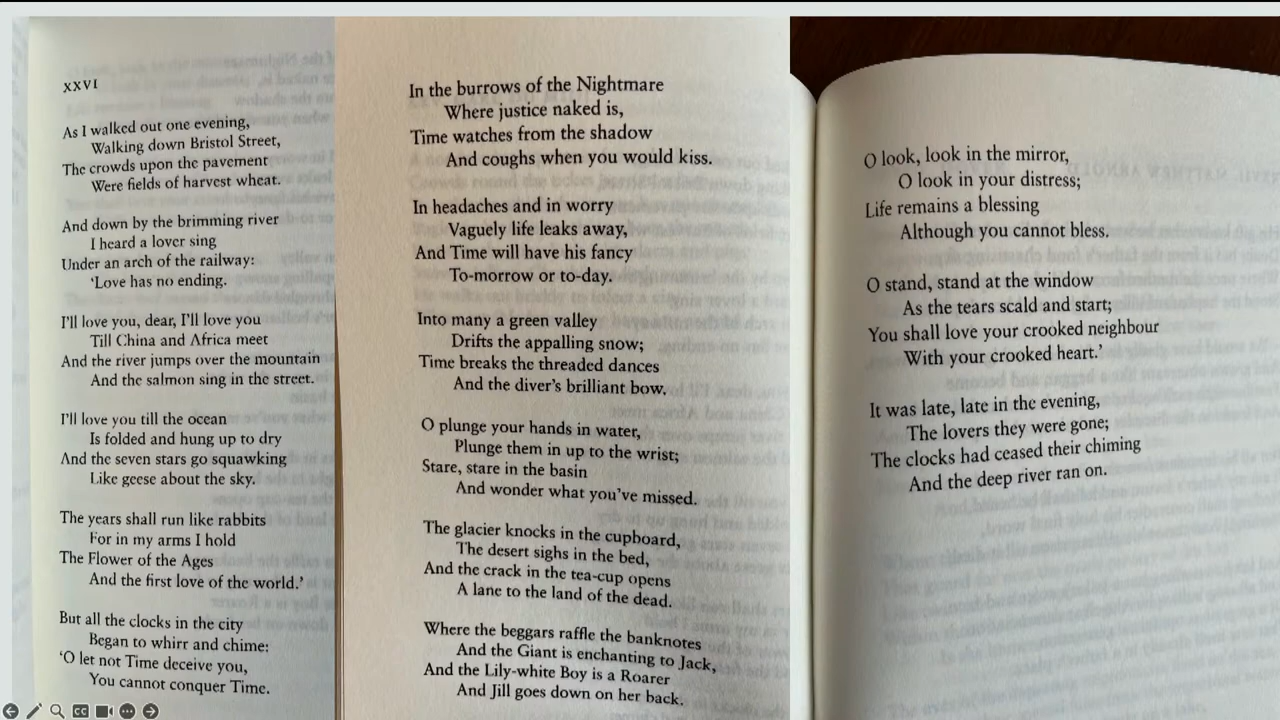 XXVI
As I walked out one evening,
Walking down Bristol Street,
The crowds upon the pavement
Were fields of harvest wheat.
And down by the brimming river
I heard a lover sing
Under an arch of the railway:
‘Love has no ending.
I’ll love you, dear, I’ll love you
Till China and Africa meet
And the river jumps over the mountain
And the salmon sing in the street.
I’ll love you till the ocean
Is folded and hung up to dry
And the seven stars go squawking
Like geese about the sky.
The years shall run like rabbits
For in my arms I hold
The Flower of the Ages
And the first love of the world.’
But all the clocks in the city
Began to whirr and chime:
‘O let not Time deceive you,
You cannot conquer Time.
In the burrows of the Nightmare
Where justice naked is,
Time watches from the shadow
And coughs when you would kiss.
In headaches and in worry
Vaguely life leaks away,
And Time will have his fancy
To-morrow or to-day.
Into many a green valley
Drifts the appalling snow;
Time breaks the threaded dances
And the diver’s brilliant bow.
O plunge your hands in water,
Plunge them in up to the wrist;
Stare, stare in the basin
And wonder what you’ve missed.
The glacier knocks in the cupboard,
The desert sighs in the bed,
And the crack in the tea-cup opens
A lane to the land of the dead.
Where the beggars raffle the banknotes
And the Giant is enchanting to Jack,
And the Lily-white Boy is a Roarer
And Jill goes down on her back.
O look, look in the mirror,
O look in your distress;
Life remains a blessing
Although you cannot bless.
O stand, stand at the window
As the tears scald and start;
You shall love your crooked neighbour
With your crooked heart.’
It was late, late in the evening,
The lovers they were gone;
The clocks had ceased their chiming
And the deep river ran on.
CC